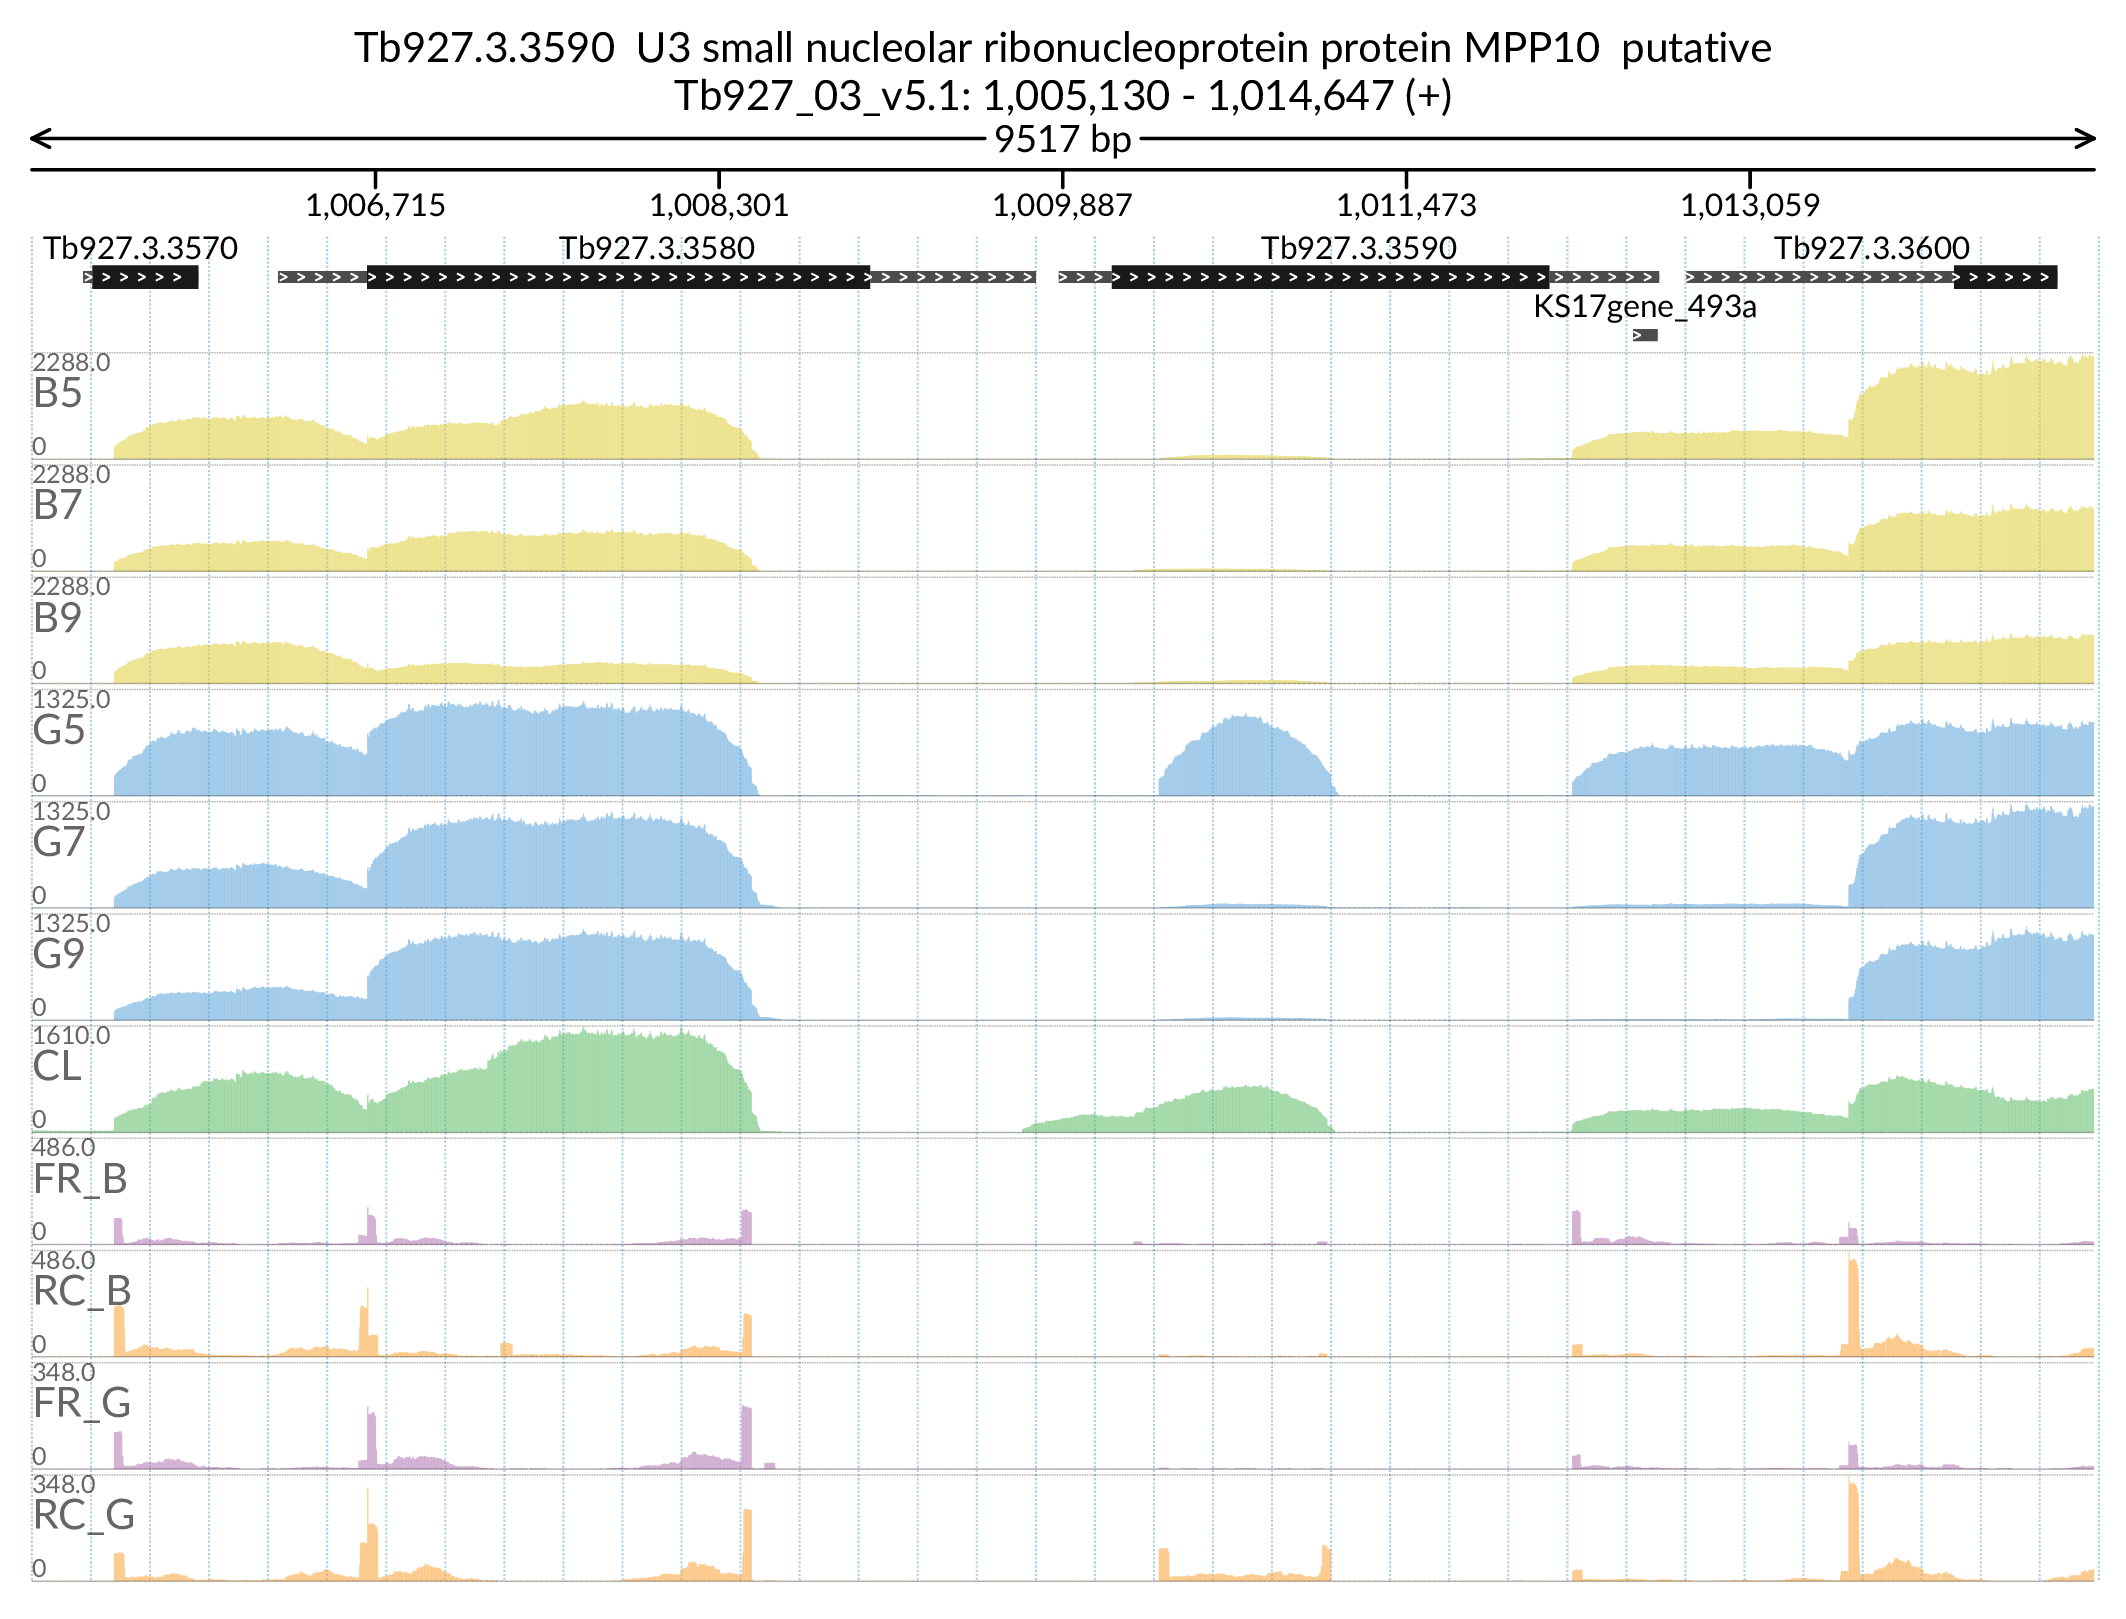 Tb927.3.3590  U3 small nucleolar ribonucleoprotein protein MPP10  putative
Tb927_03_v5.1: 1,005,130 - 1,014,647 (+)
9517 bp
1,006,715 1,008,301 1,009,887 1,011,473 1,013,059
Tb927.3.3570 Tb927.3.3580 Tb927.3.3590 Tb927.3.3600
KS17gene_493a
2288.0
B5
0
2288.0
B7
0
2288.0
B9
0
1325.0
G5
0
1325.0
G7
0
1325.0
G9
0
1610.0
CL
0
486.0
FR_B
0
486.0
RC_B
0
348.0
FR_G
0
348.0
RC_G
0